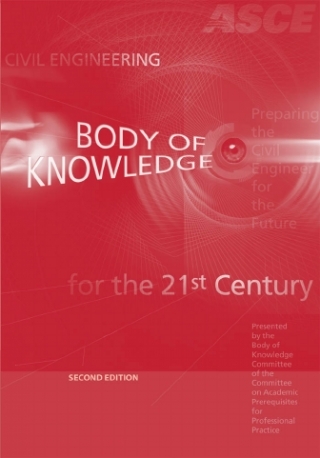 ASCE
CIVIL ENGINEERING
BODY OF
KNOWLEDGE
Preparing
the
Civil
Engineer
for
the
Future
for the 21st Century
Presented
by the
Body of
Knowledge
Committee
of the
Committee
on Academic
Prerequisites
for
Professional
Practice
SECOND EDITION